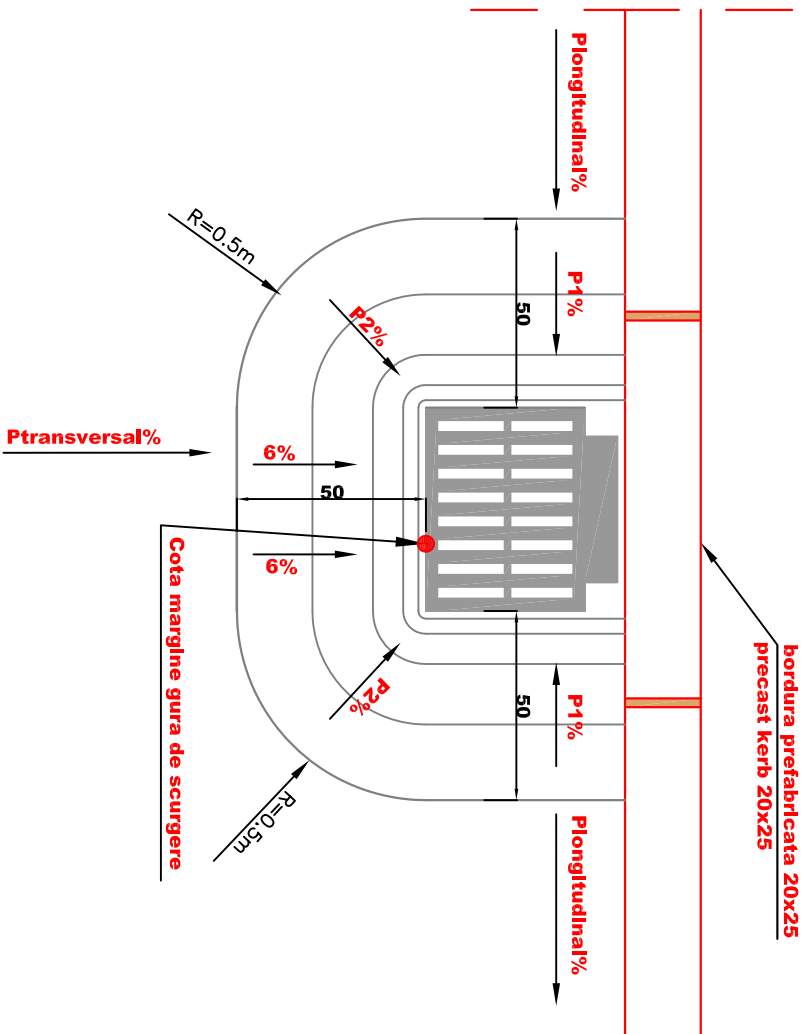 Plongitudinal%
R=0.5m
P1%
50
P2%
Ptransversal%
6%
50
6%
Cota margine gura de scurgere
bordura prefabricata 20x25
precast kerb 20x25
P2%
50
P1%
R=0.5m
Plongitudinal%